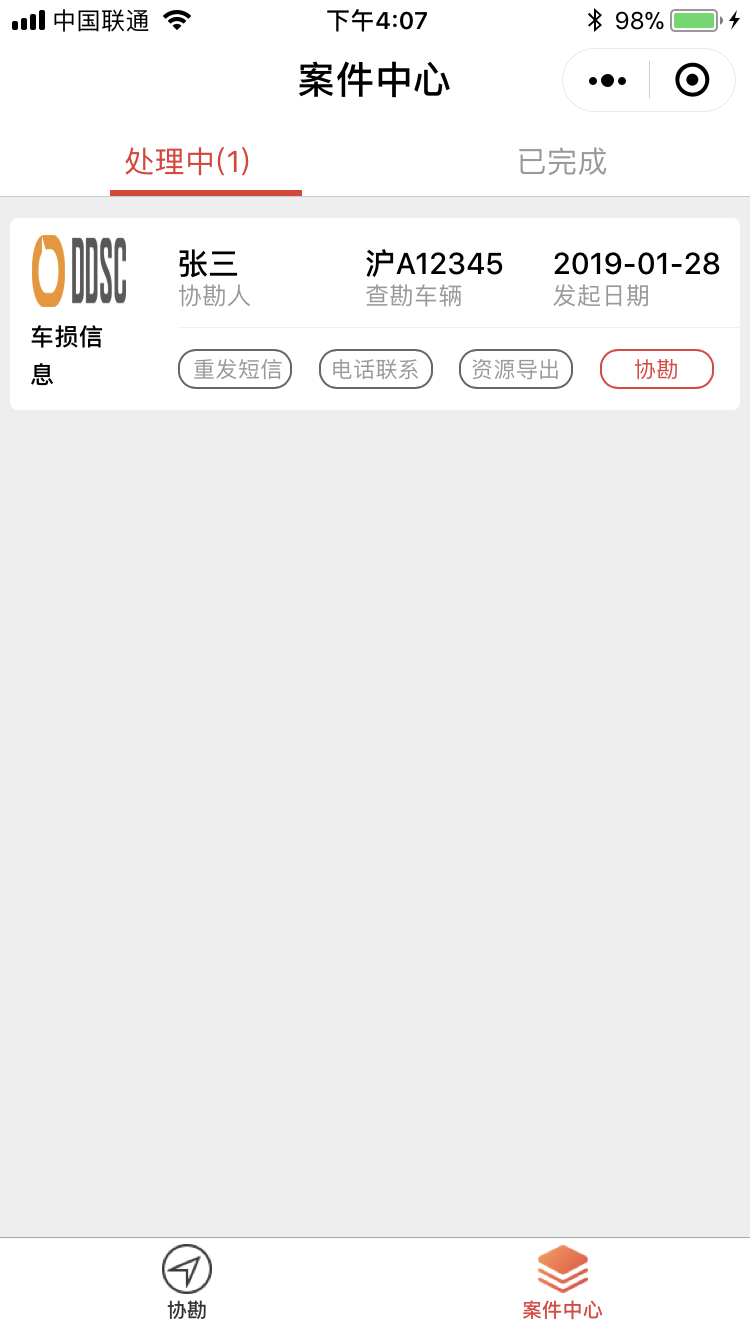 中国联通 下午4:07 98%
案件中心
处理中(1) 已完成
DDSC 张三 沪A12345 2019-01-28
协勘人 查勘车辆 发起日期
车损信
息
重发短信 电话联系 资源导出 协勘
协勘 案件中心